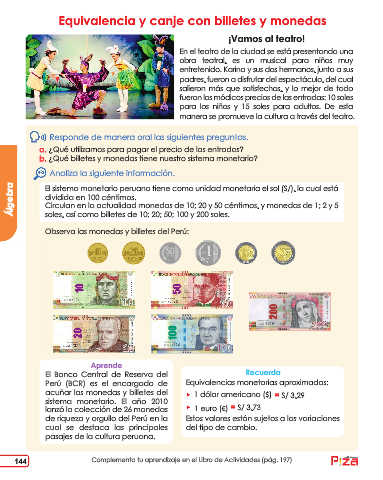 Equivalencia y canje con billetes y monedas
¡Vamos al teatro!
En el teatro de la ciudad se está presentando una
obra teatral, es un musical para niños muy
entretenido. Karina y sus dos hermanos, junto a sus
padres, fueron a disfrutar del espectáculo, del cual
salieron más que satisfechos, y lo mejor de todo
fueron los módicos precios de las entradas: 10 soles
para los niños y 15 soles para adultos. De esta
manera se promueve la cultura a través del teatro.
Responde de manera oral las siguientes preguntas.
a. ¿Qué utilizamos para pagar el precio de las entradas?
b. ¿Qué billetes y monedas tiene nuestro sistema monetario?
Analiza la siguiente información.
El sistema monetario peruano tiene como unidad monetaria el sol (S/), la cual está
dividida en 100 céntimos.
Circulan en la actualidad monedas de 10; 20 y 50 céntimos, y monedas de 1; 2 y 5
soles, así como billetes de 10; 20; 50; 100 y 200 soles.
Álgebra
Observa las monedas y billetes del Perú:
10
50
200
20
100
Aprende
El Banco Central de Reserva del
Perú (BCR) es el encargado de
acuñar las monedas y billetes del
sistema monetario. El año 2010
lanzó la colección de 26 monedas
de riqueza y orgullo del Perú en la
cual se destaca los principales
pasajes de la cultura peruana.
Recuerda
Equivalencias monetarias aproximadas:
1 dólar americano ($) = S/ 3,29
1 euro (€) = S/ 3,73
Estos valores están sujetos a las variaciones
del tipo de cambio.
144
Complementa tu aprendizaje en el Libro de Actividades (pág. 197)